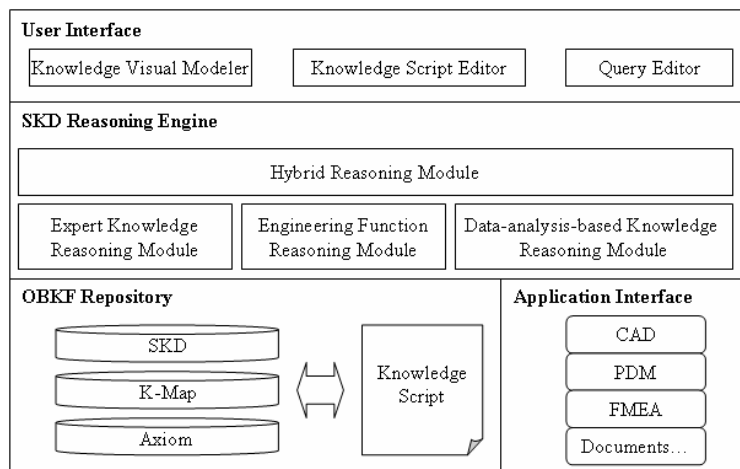 User Interface
Knowledge Visual Modeler
Knowledge Script Editor
Query Editor
SKD Reasoning Engine
Hybrid Reasoning Module
Expert Knowledge
Reasoning Module
Engineering Function
Reasoning Module
Data-analysis-based Knowledge
Reasoning Module
OBKF Repository
SKD
K-Map
Axiom
Knowledge
Script
Application Interface
CAD
PDM
FMEA
Documents…